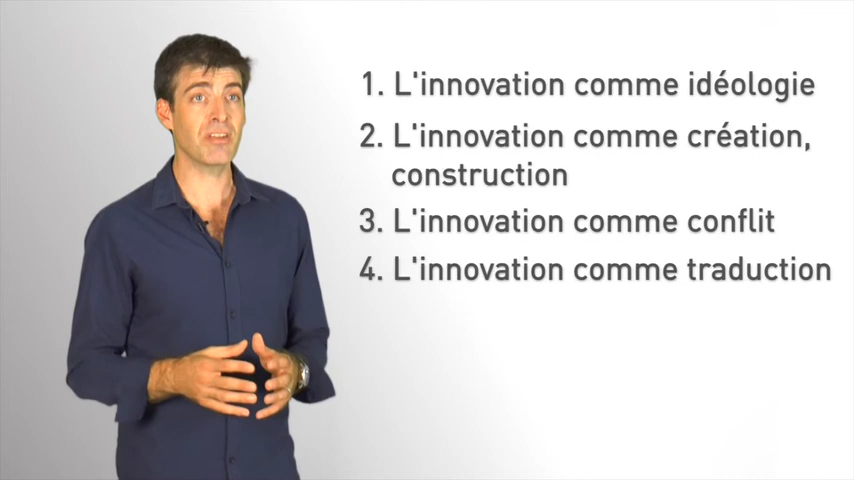 1. L'innovation comme idéologie
2. L'innovation comme création,
construction
3. L'innovation comme conflit
4. L'innovation comme traduction